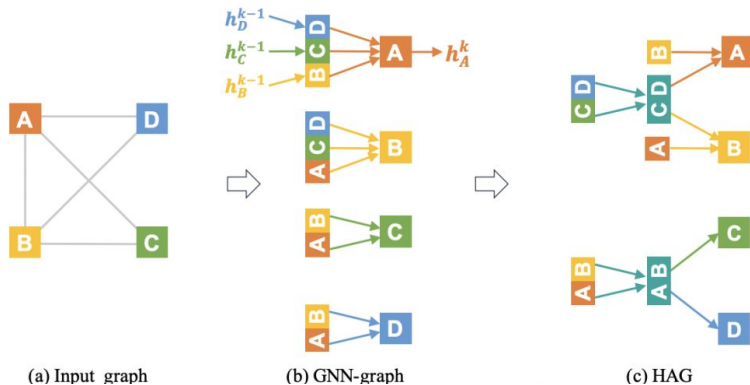 A
D
B
C
(a) Input graph
h_D^{k-1}
h_C^{k-1}
h_B^{k-1}
D
C
B
A
h_A^k
D
C
A
B
B
A
C
B
A
D
(b) GNN-graph
B
A
D
C
C D
A
B
B
A
A B
C
D
(c) HAG